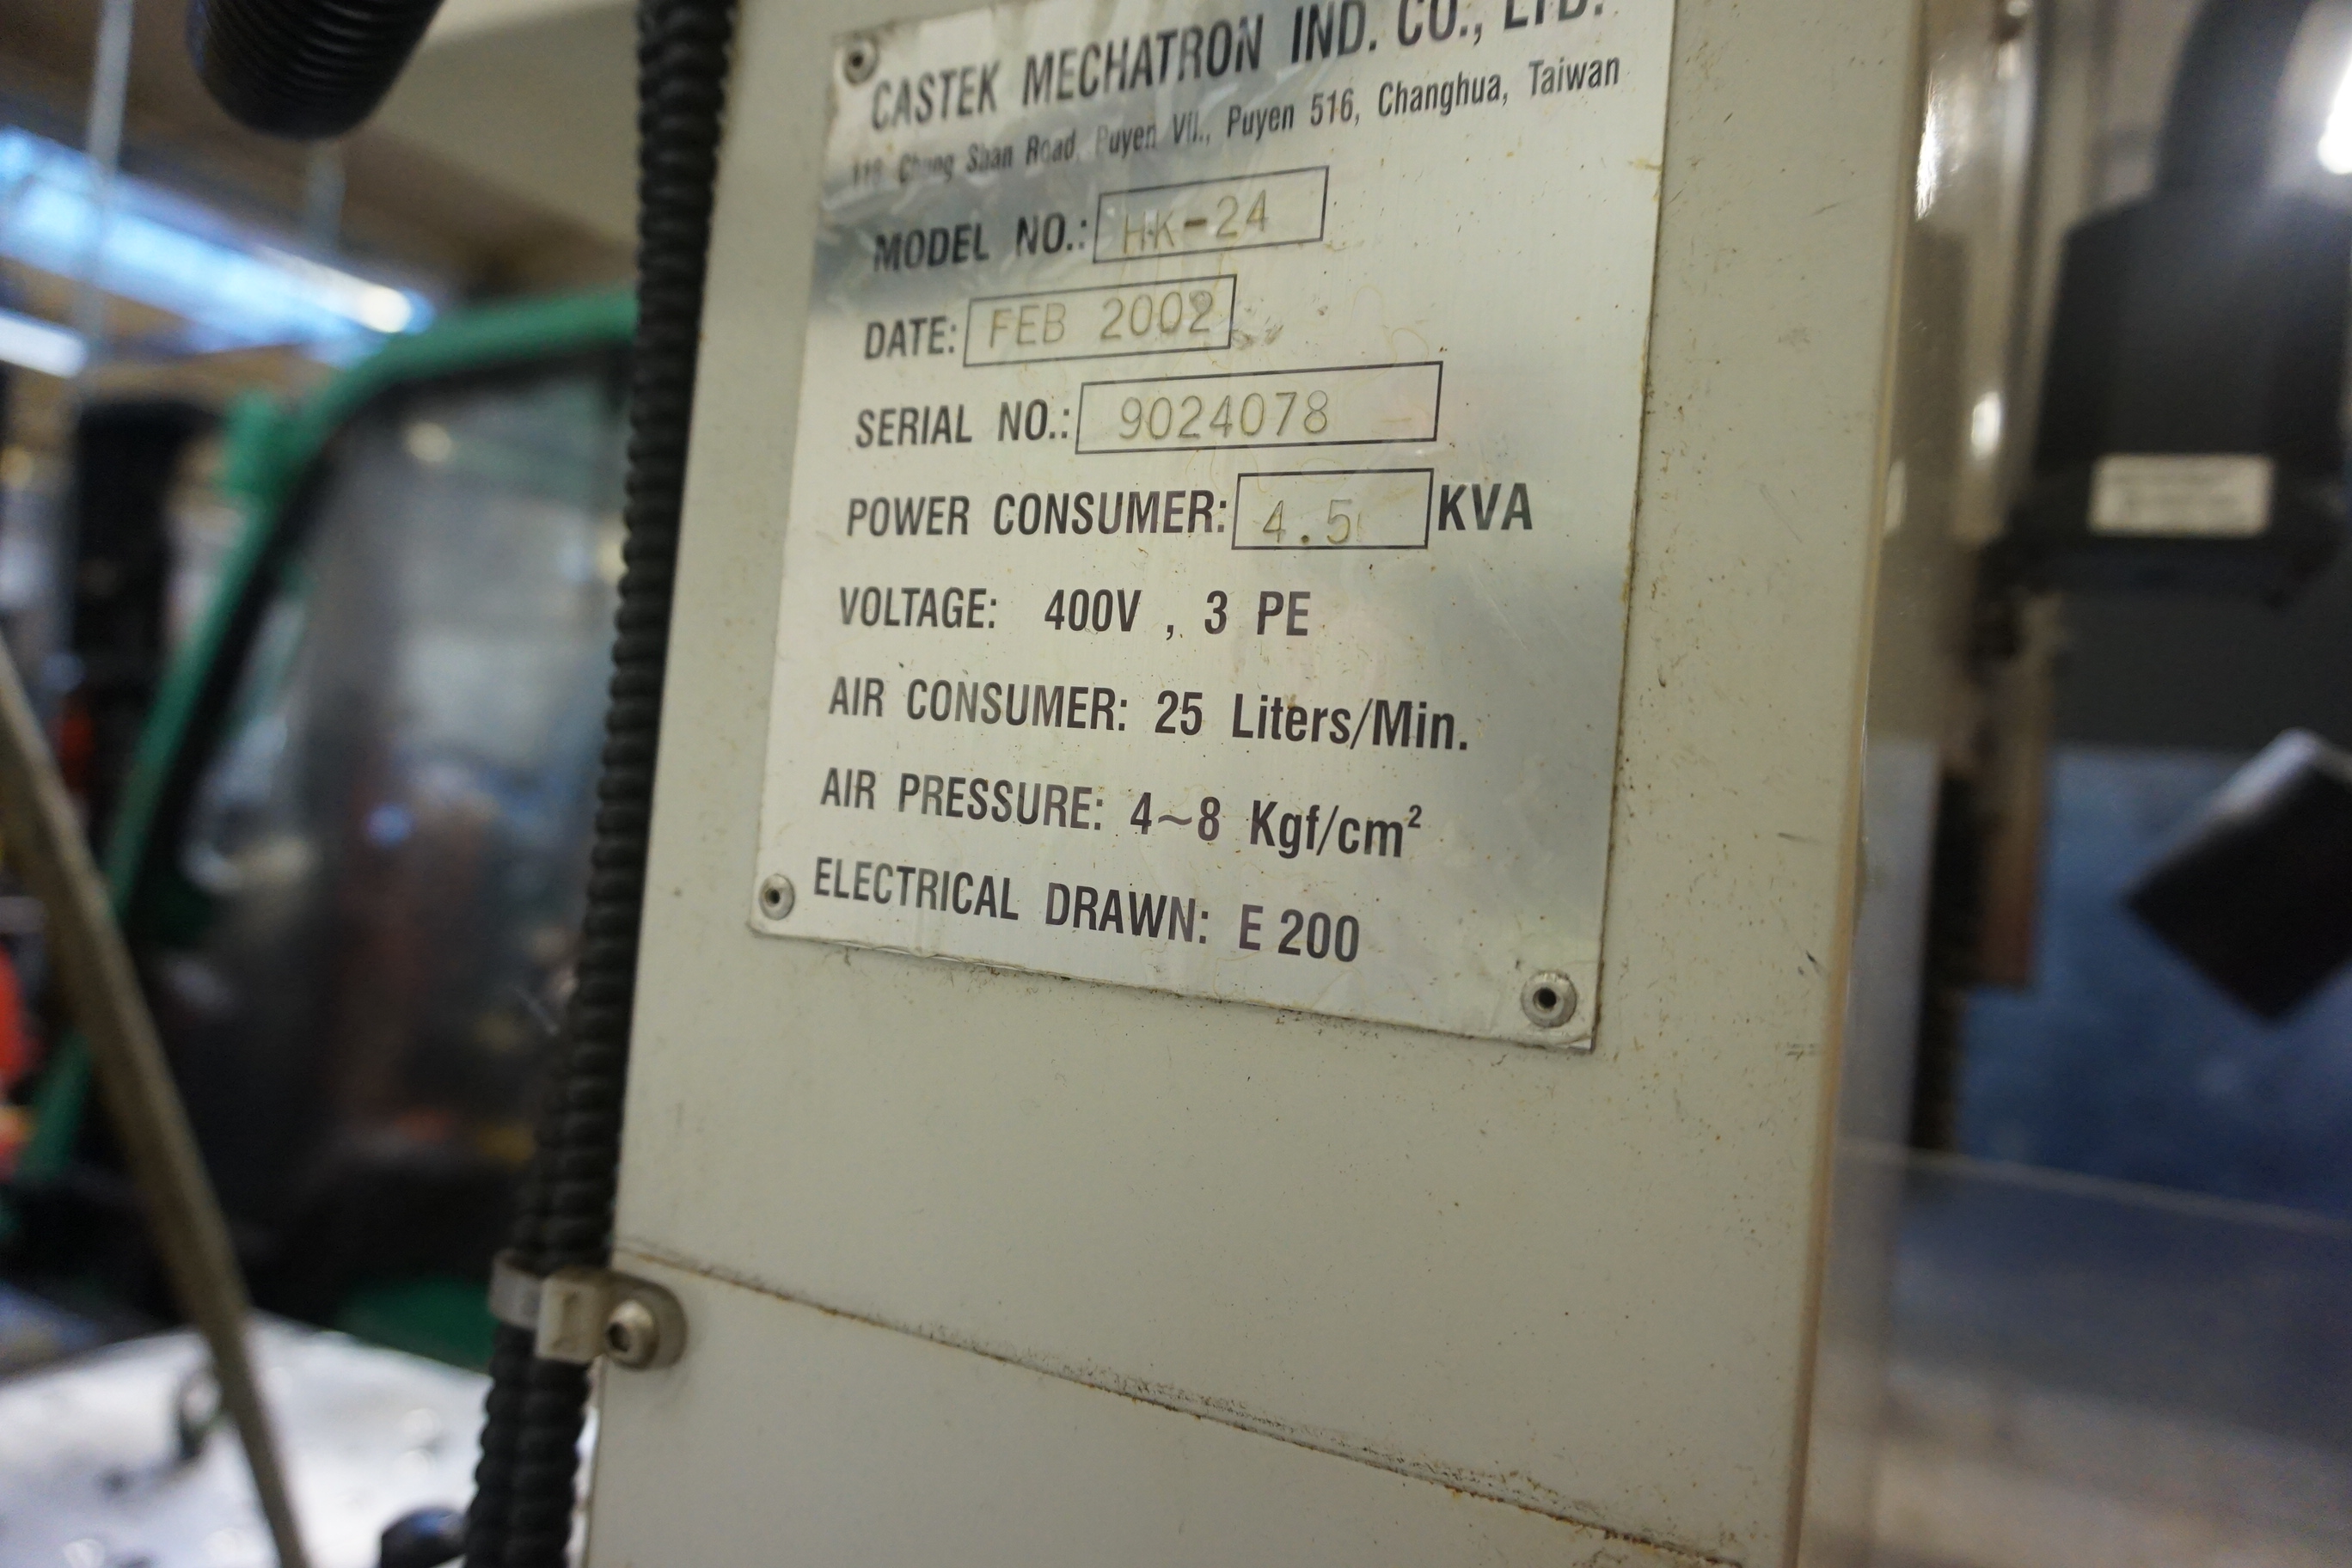 CASTEK MECHATRON IND. CO., LTD.
Chung Shan Road, Puyen Vil., Puyen 516, Changhua, Taiwan
MODEL NO.: HK-24
DATE: FEB 2002
SERIAL NO.: 9024078
POWER CONSUMER: 4.5 KVA
VOLTAGE: 400V , 3 PE
AIR CONSUMER: 25 Liters/Min.
AIR PRESSURE: 4~8 Kgf/cm²
ELECTRICAL DRAWN: E 200